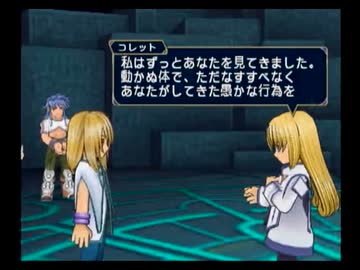 コレット
私はずっとあなたを見てきました。
動かぬ体で、ただなすすべなく
あなたがしてきた愚かな行為を